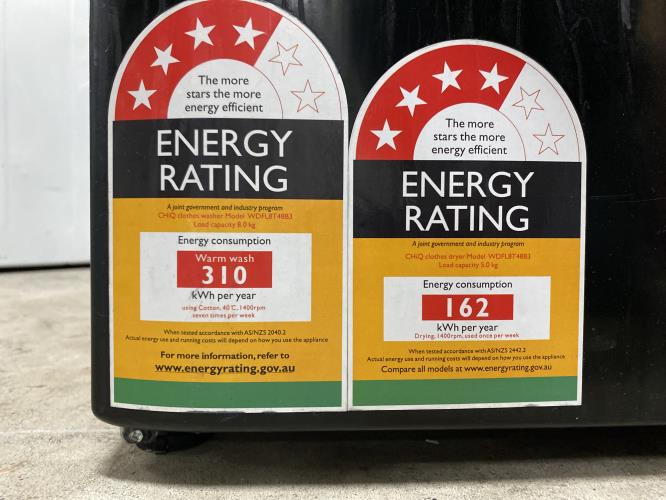 The more
stars the more
energy efficient
ENERGY
RATING
A joint government and industry program
CHiQ clothes washer Model WDFL8T48B3
Load capacity 8.0 kg
Energy consumption
Warm wash
310
kWh per year
using Cotton, 40°C, 1400rpm
seven times per week
When tested accordance with AS/NZS 2040.2
Actual energy use and running costs will depend on how you use the appliance
For more information, refer to
www.energyrating.gov.au
The more
stars the more
energy efficient
ENERGY
RATING
A joint government and industry program
CHiQ clothes dryer Model WDFL8T48B3
Load capacity 5.0 kg
Energy consumption
162
kWh per year
Drying, 1400rpm, used once per week
When tested accordance with AS/NZS 2442.2
Actual energy use and running costs will depend on how you use the appliance
Compare all models at www.energyrating.gov.au